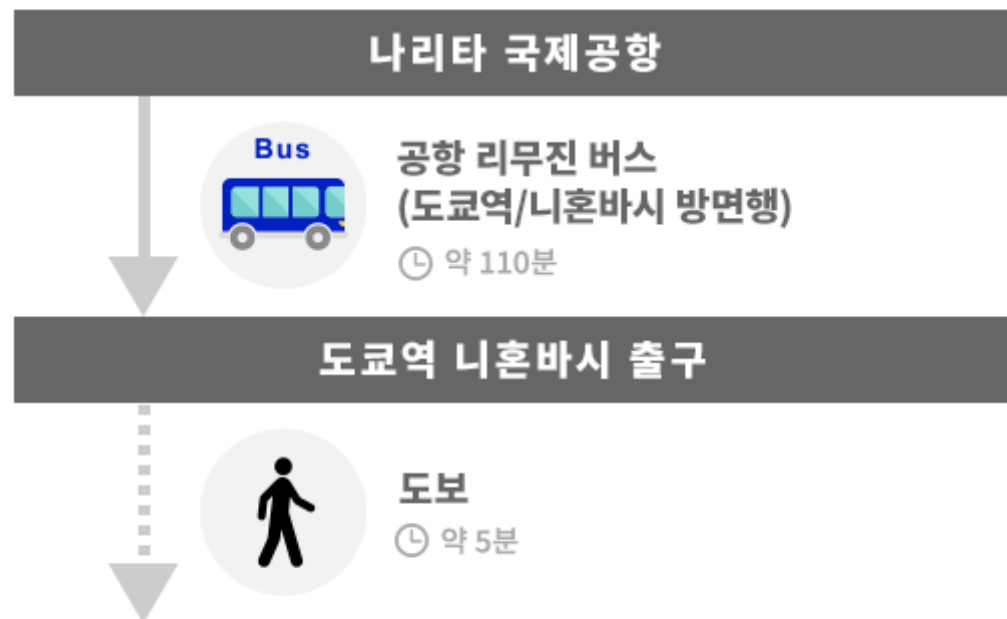 나리타 국제공항
Bus
공항 리무진 버스
(도쿄역/니혼바시 방면행)
약 110분
도쿄역 니혼바시 출구
도보
약 5분